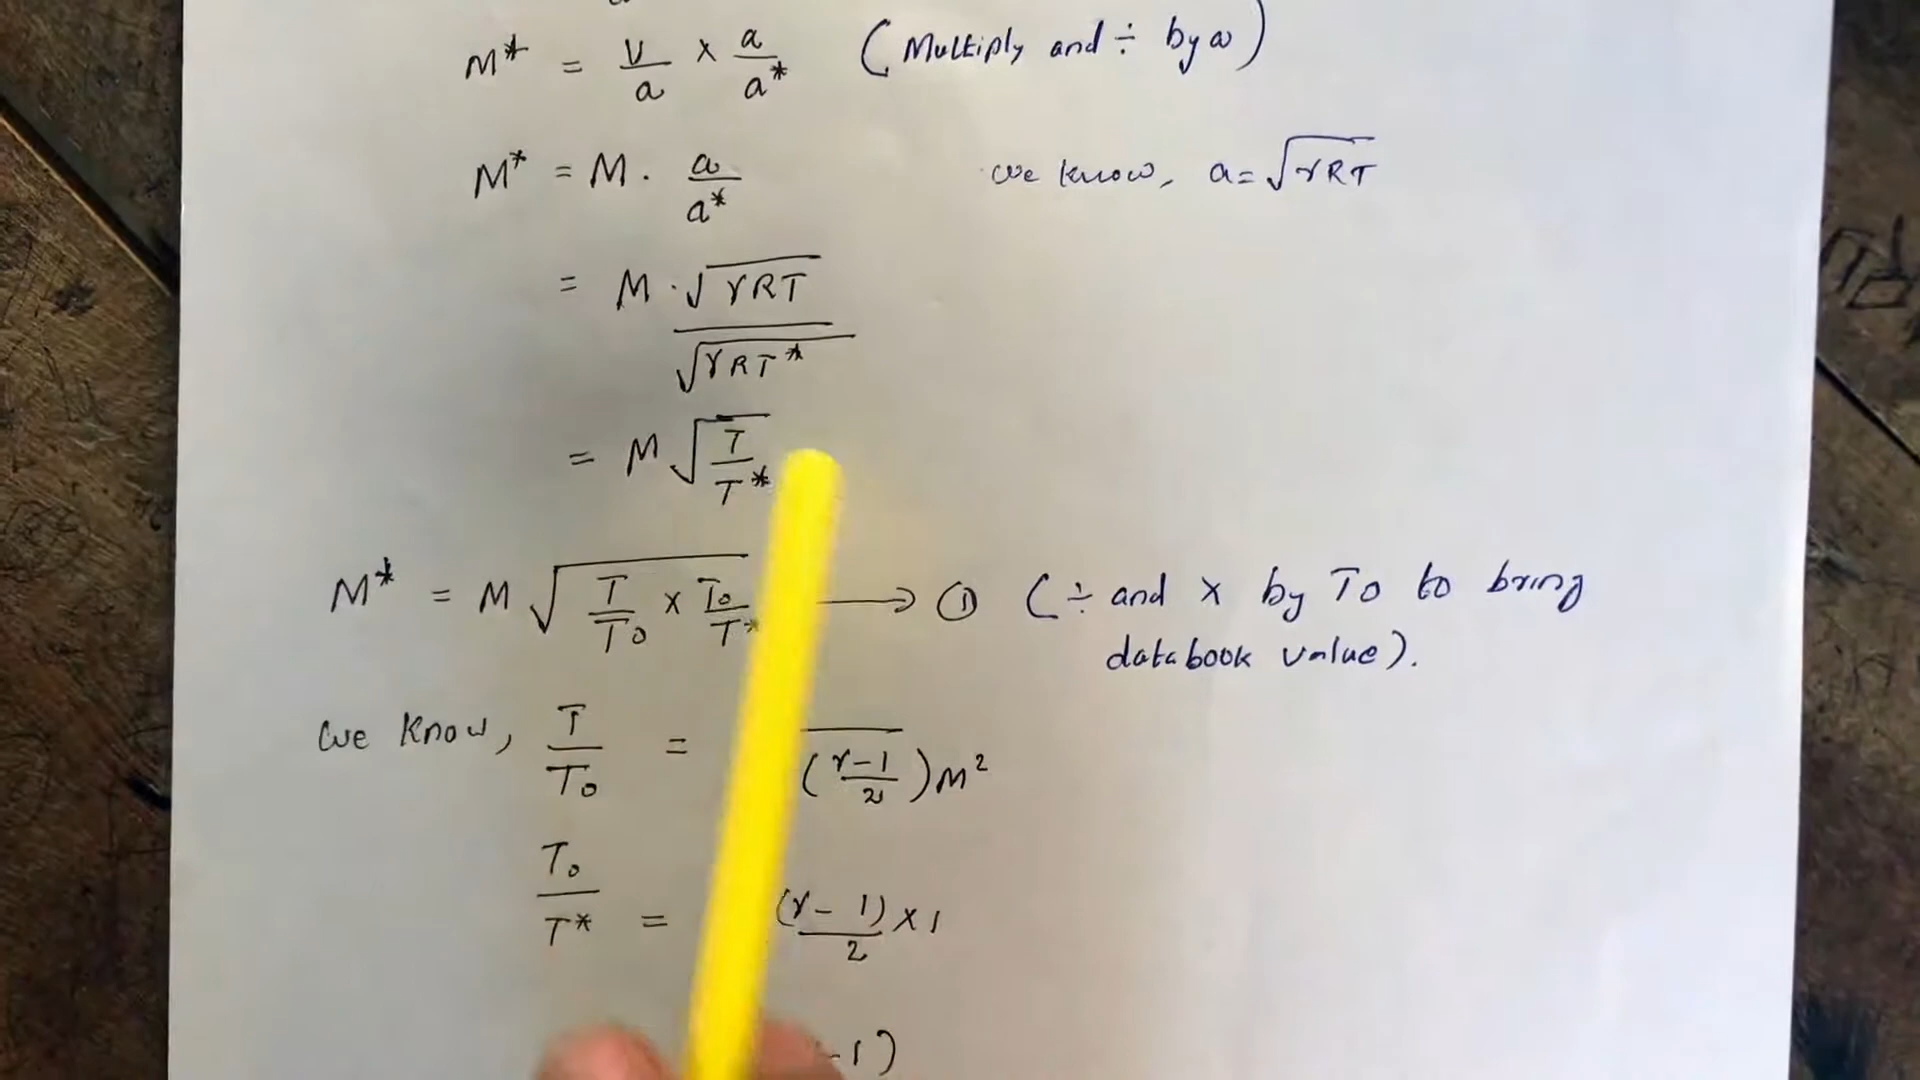 M* = V/a × a/a* (Multiply and ÷ by a)
M* = M · a/a* we know, a = √γRT
= M · √γRT / √γRT*
= M √T/T*
M* = M √T/T₀ × T₀/T* → ① (÷ and × by T₀ to bring
databook value).
we know, T/T₀ = (γ-1/2)M²
T₀/T* = (γ-1)/2 × 1
-1)